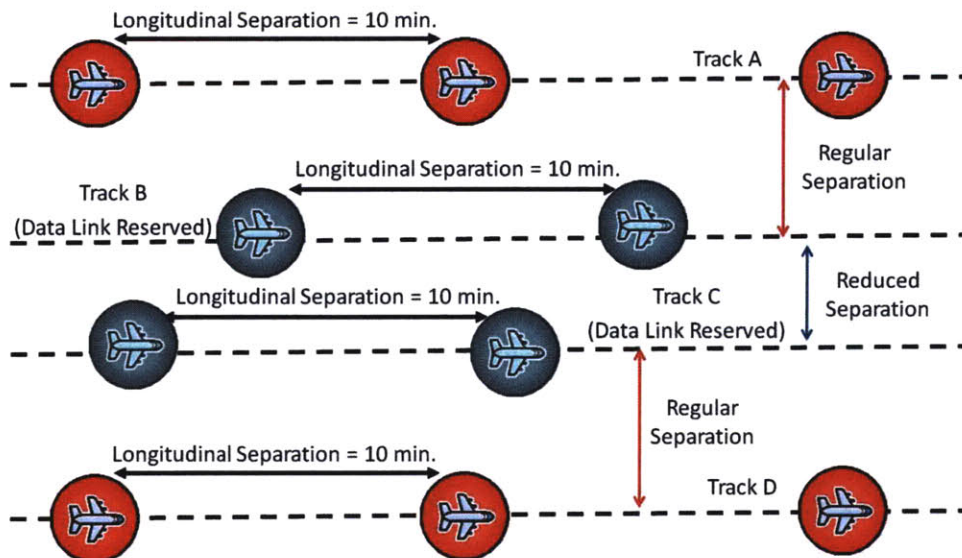 Longitudinal Separation = 10 min.
Track A
Regular
Separation
Longitudinal Separation = 10 min.
Track B
(Data Link Reserved)
Longitudinal Separation = 10 min.
Reduced
Separation
Track C
(Data Link Reserved)
Regular
Separation
Longitudinal Separation = 10 min.
Track D